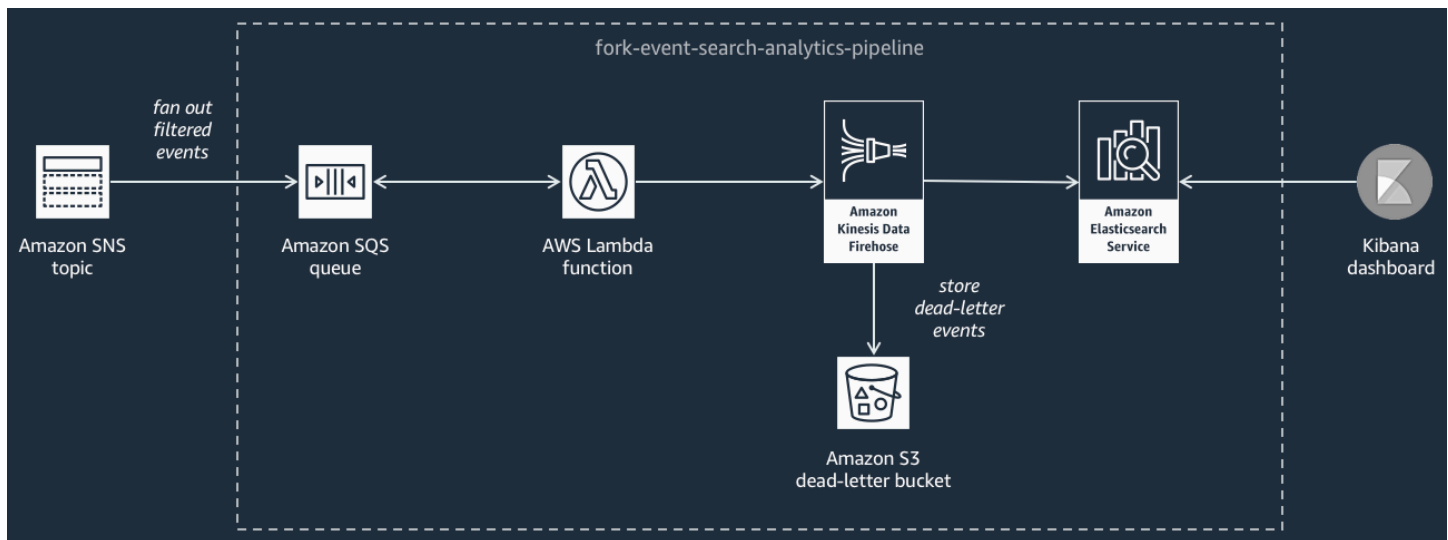 fork-event-search-analytics-pipeline
fan out
filtered
events
Amazon SNS
topic
Amazon SQS
queue
AWS Lambda
function
Amazon
Kinesis Data
Firehose
Amazon
Elasticsearch
Service
Kibana
dashboard
store
dead-letter
events
Amazon S3
dead-letter bucket